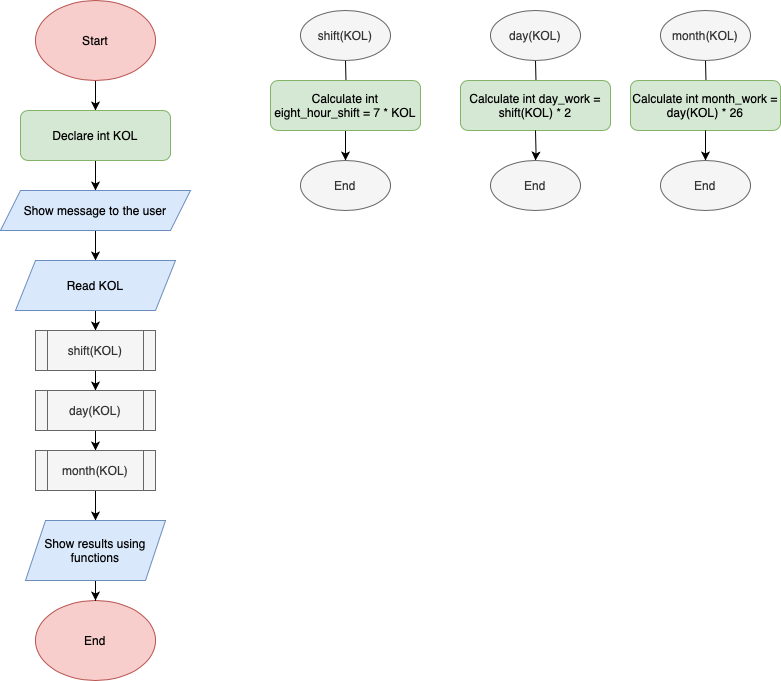 Start
Declare int KOL
Show message to the user
Read KOL
shift(KOL)
day(KOL)
month(KOL)
Show results using
functions
End
shift(KOL)
Calculate int
eight_hour_shift = 7 * KOL
End
day(KOL)
Calculate int day_work =
shift(KOL) * 2
End
month(KOL)
Calculate int month_work =
day(KOL) * 26
End